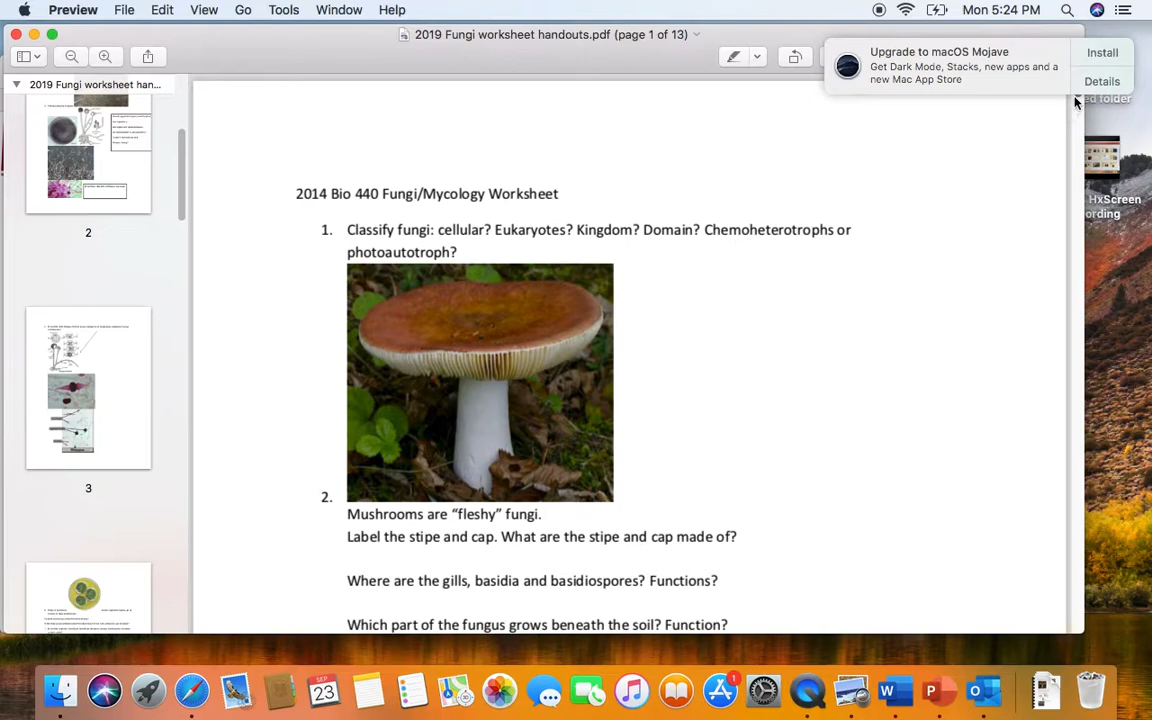 Preview File Edit View Go Tools Window Help Mon 5:24 PM
2019 Fungi worksheet handouts.pdf (page 1 of 13)
Upgrade to macOS Mojave
Get Dark Mode, Stacks, new apps and a
new Mac App Store
Install
Details
2019 Fungi worksheet han...
2
3
ed folder
HxScreen
ording
2014 Bio 440 Fungi/Mycology Worksheet
1. Classify fungi: cellular? Eukaryotes? Kingdom? Domain? Chemoheterotrophs or
photoautotroph?
2.
Mushrooms are “fleshy” fungi.
Label the stipe and cap. What are the stipe and cap made of?
Where are the gills, basidia and basidiospores? Functions?
Which part of the fungus grows beneath the soil? Function?
SEP
23
1
W
P
O